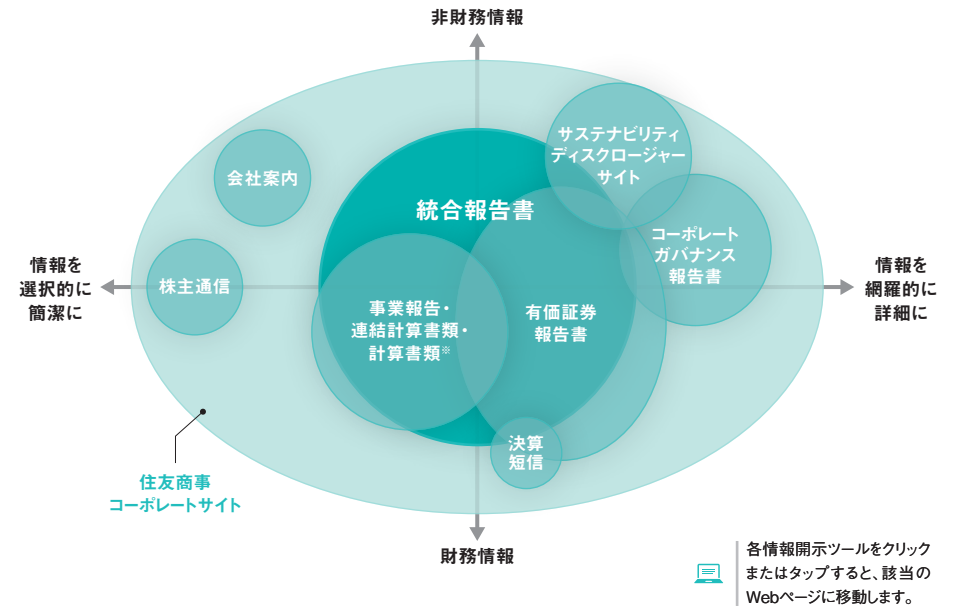 非財務情報
サステナビリティ
ディスクロージャー
サイト
会社案内
統合報告書
コーポレート
ガバナンス
報告書
情報を
選択的に
簡潔に
株主通信
事業報告・
連結計算書類・
計算書類※
有価証券
報告書
情報を
網羅的に
詳細に
決算
短信
住友商事
コーポレートサイト
財務情報
各情報開示ツールをクリック
またはタップすると、該当の
Webページに移動します。